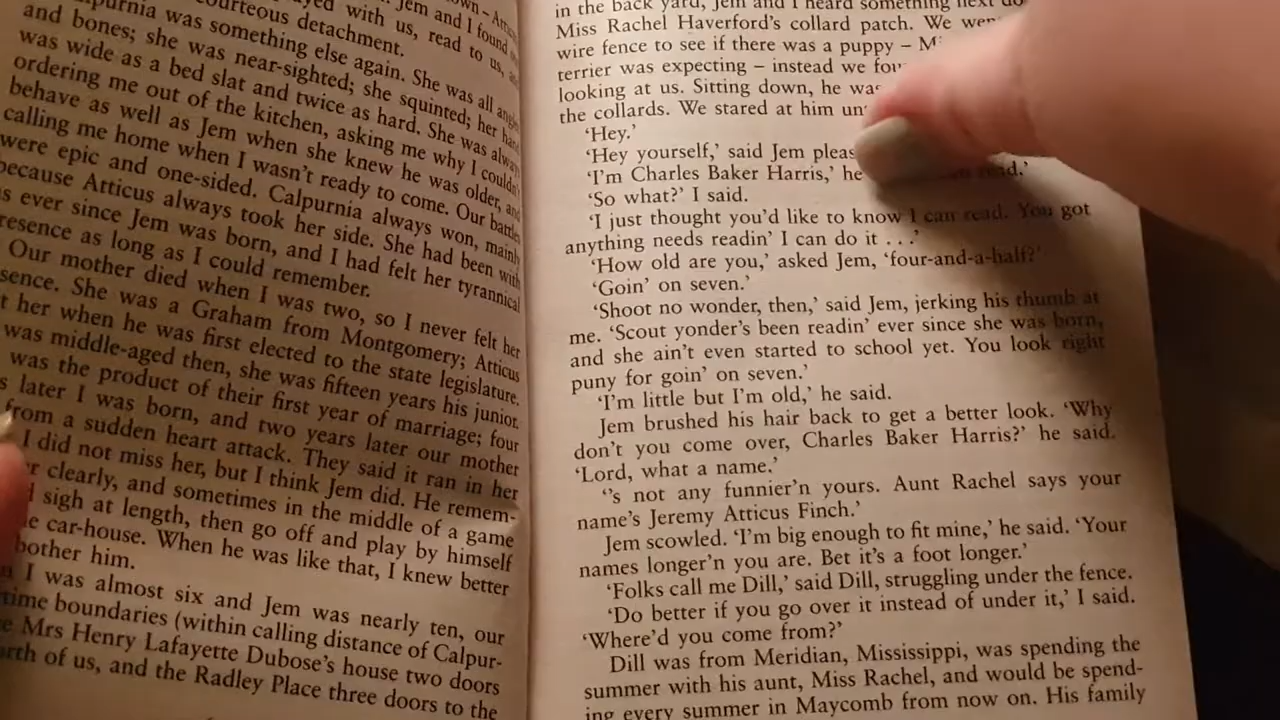 Jem and I found
yed with us, read to us,
courteous detachment.
was something else again. She was all angles
and bones; she was near-sighted; she squinted; her hand
was wide as a bed slat and twice as hard. She was always
ordering me out of the kitchen, asking me why I couldn't
behave as well as Jem when she knew he was older, and
calling me home when I wasn't ready to come. Our battles
were epic and one-sided. Calpurnia always won, mainly
because Atticus always took her side. She had been with
us ever since Jem was born, and I had felt her tyrannical
presence as long as I could remember.
Our mother died when I was two, so I never felt her
sence. She was a Graham from Montgomery; Atticus
t her when he was first elected to the state legislature.
was middle-aged then, she was fifteen years his junior.
was the product of their first year of marriage; four
s later I was born, and two years later our mother
from a sudden heart attack. They said it ran in her
I did not miss her, but I think Jem did. He remem-
r clearly, and sometimes in the middle of a game
sigh at length, then go off and play by himself
e car-house. When he was like that, I knew better
bother him.
I was almost six and Jem was nearly ten, our
time boundaries (within calling distance of Calpur-
e Mrs Henry Lafayette Dubose's house two doors
rth of us, and the Radley Place three doors to the
in the back yard, Jem and I heard something next do
Miss Rachel Haverford's collard patch. We wen
wire fence to see if there was a puppy – M
terrier was expecting – instead we fou
looking at us. Sitting down, he was
the collards. We stared at him un
‘Hey.’
‘Hey yourself,’ said Jem pleas
‘I'm Charles Baker Harris,’ he read.’
‘So what?’ I said.
‘I just thought you'd like to know I can read. You got
anything needs readin' I can do it . . .’
‘How old are you,’ asked Jem, ‘four-and-a-half?’
‘Goin' on seven.’
‘Shoot no wonder, then,’ said Jem, jerking his thumb at
me. ‘Scout yonder's been readin' ever since she was born,
and she ain't even started to school yet. You look right
puny for goin' on seven.’
‘I'm little but I'm old,’ he said.
Jem brushed his hair back to get a better look. ‘Why
don't you come over, Charles Baker Harris?’ he said.
‘Lord, what a name.’
‘'s not any funnier'n yours. Aunt Rachel says your
name's Jeremy Atticus Finch.’
Jem scowled. ‘I'm big enough to fit mine,’ he said. ‘Your
names longer'n you are. Bet it's a foot longer.’
‘Folks call me Dill,’ said Dill, struggling under the fence.
‘Do better if you go over it instead of under it,’ I said.
‘Where'd you come from?’
Dill was from Meridian, Mississippi, was spending the
summer with his aunt, Miss Rachel, and would be spend-
ing every summer in Maycomb from now on. His family